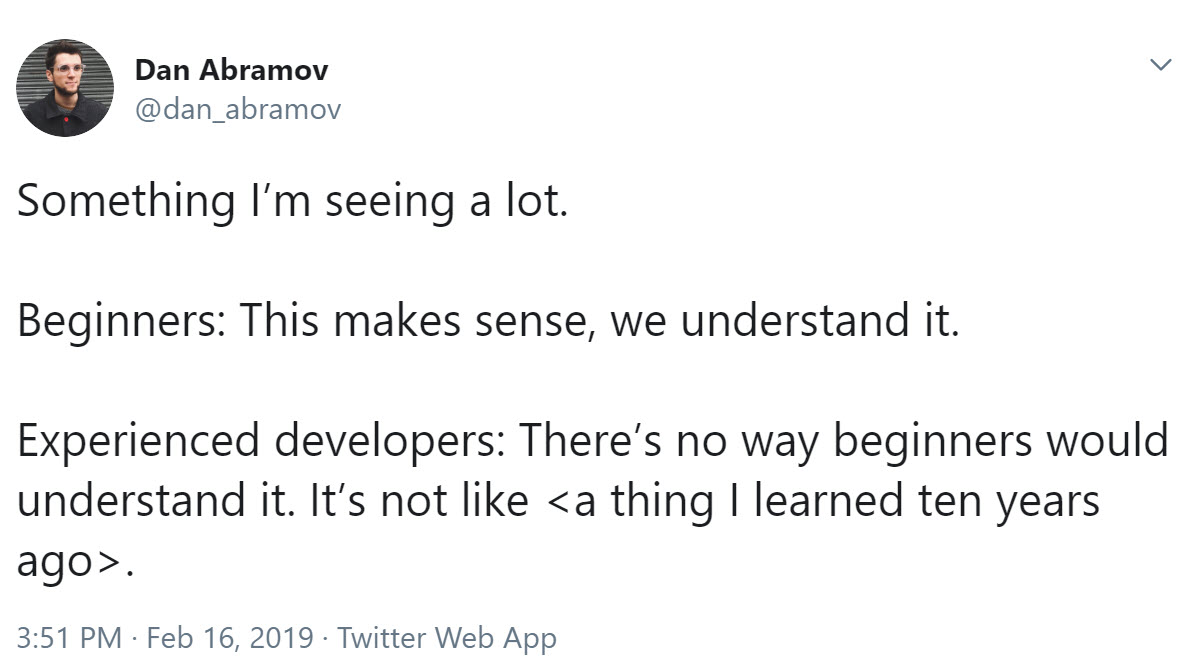 Dan Abramov
@dan_abramov
Something I’m seeing a lot.
Beginners: This makes sense, we understand it.
Experienced developers: There’s no way beginners would
understand it. It’s not like <a thing I learned ten years
ago>.
3:51 PM · Feb 16, 2019 · Twitter Web App